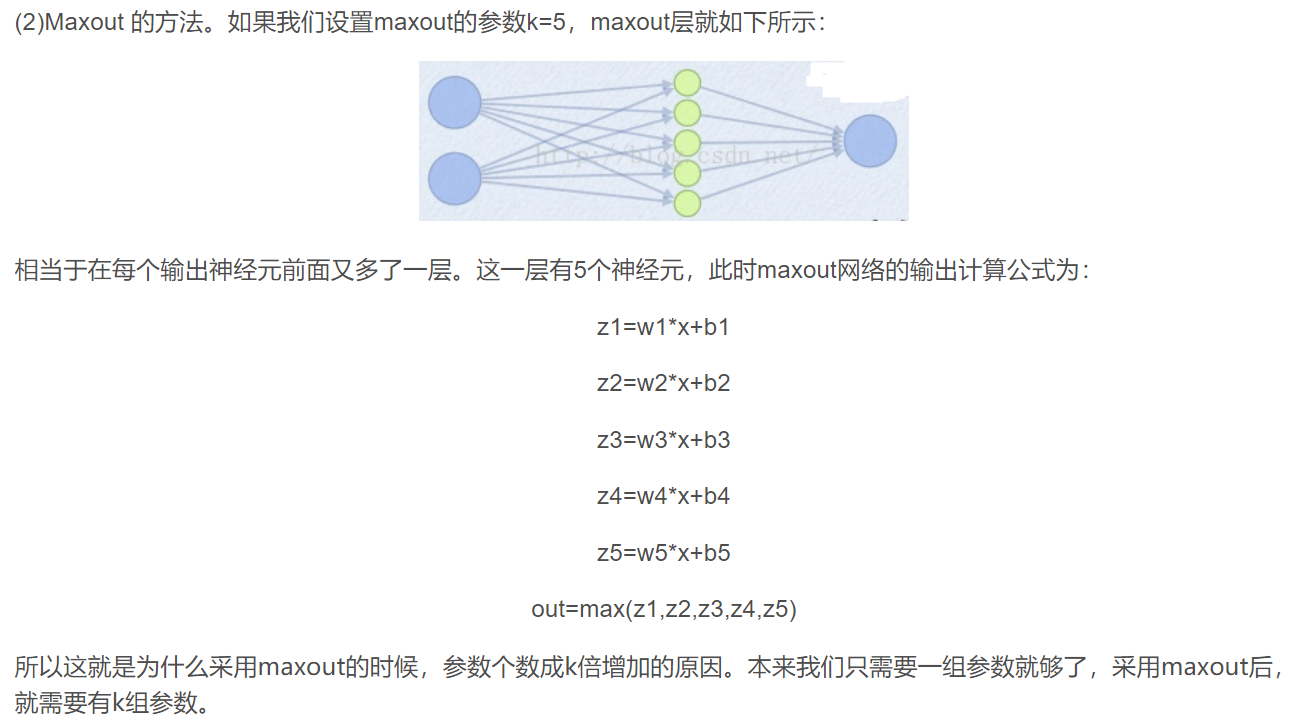 (2)Maxout 的方法。如果我们设置maxout的参数k=5，maxout层就如下所示：
http://blog.csdn.net/
相当于在每个输出神经元前面又多了一层。这一层有5个神经元，此时maxout网络的输出计算公式为：
z1=w1*x+b1
z2=w2*x+b2
z3=w3*x+b3
z4=w4*x+b4
z5=w5*x+b5
out=max(z1,z2,z3,z4,z5)
所以这就是为什么采用maxout的时候，参数个数成k倍增加的原因。本来我们只需要一组参数就够了，采用maxout后，
就需要有k组参数。